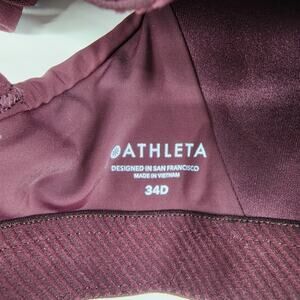 ATHLETA
DESIGNED IN SAN FRANCISCO
MADE IN VIETNAM
34D